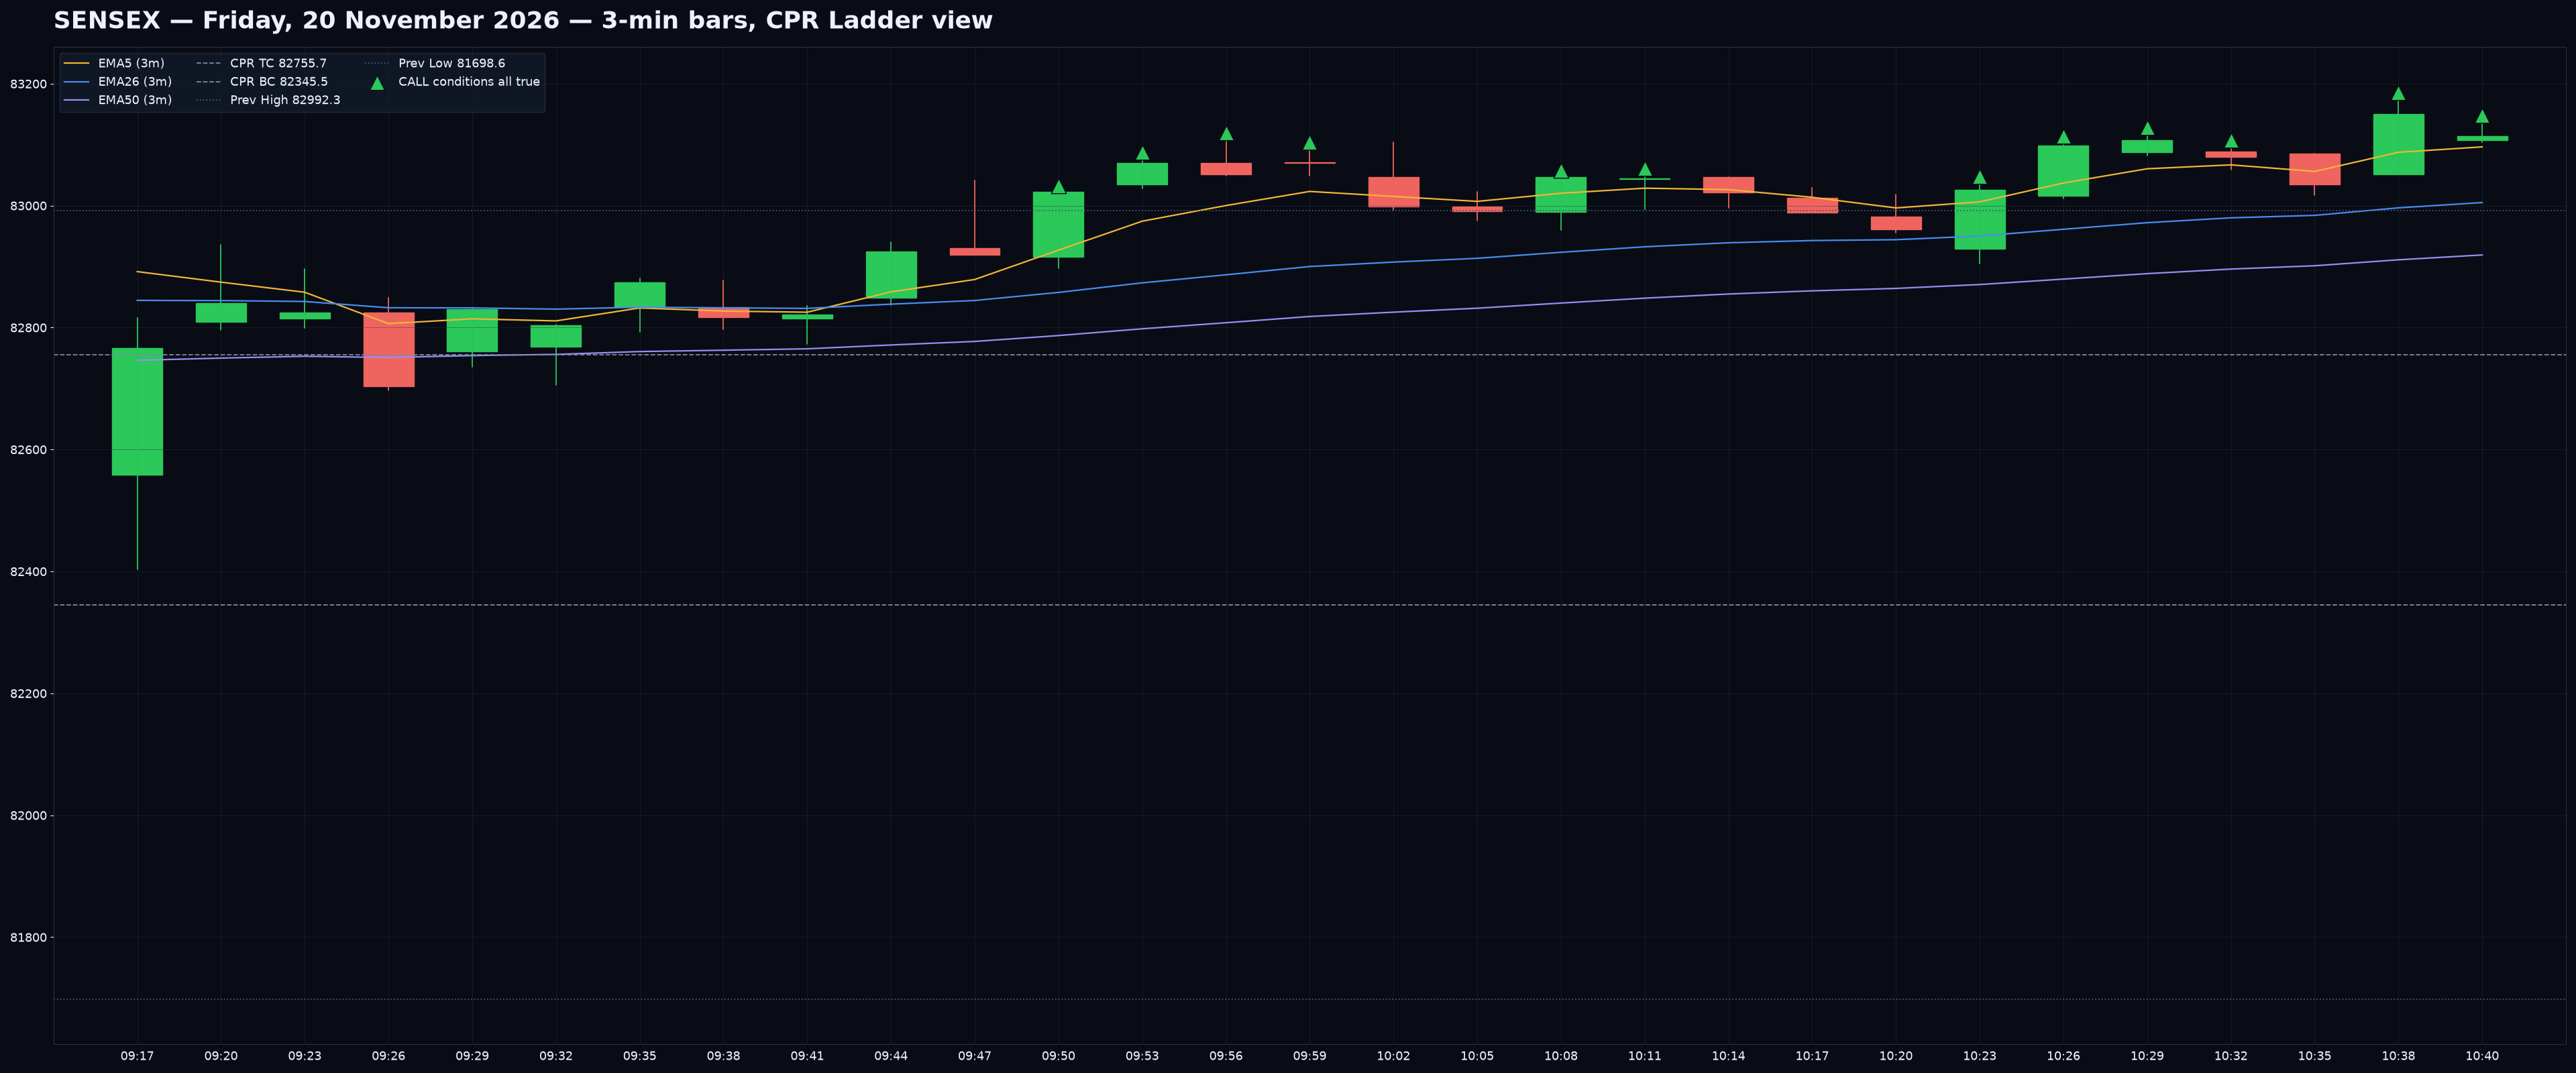 SENSEX — Friday, 20 November 2026 — 3-min bars, CPR Ladder view
EMA5 (3m)
EMA26 (3m)
EMA50 (3m)
CPR TC 82755.7
CPR BC 82345.5
Prev High 82992.3
Prev Low 81698.6
CALL conditions all true
83200
83000
82800
82600
82400
82200
82000
81800
09:17 09:20 09:23 09:26 09:29 09:32 09:35 09:38 09:41 09:44 09:47 09:50 09:53 09:56 09:59 10:02 10:05 10:08 10:11 10:14 10:17 10:20 10:23 10:26 10:29 10:32 10:35 10:38 10:40